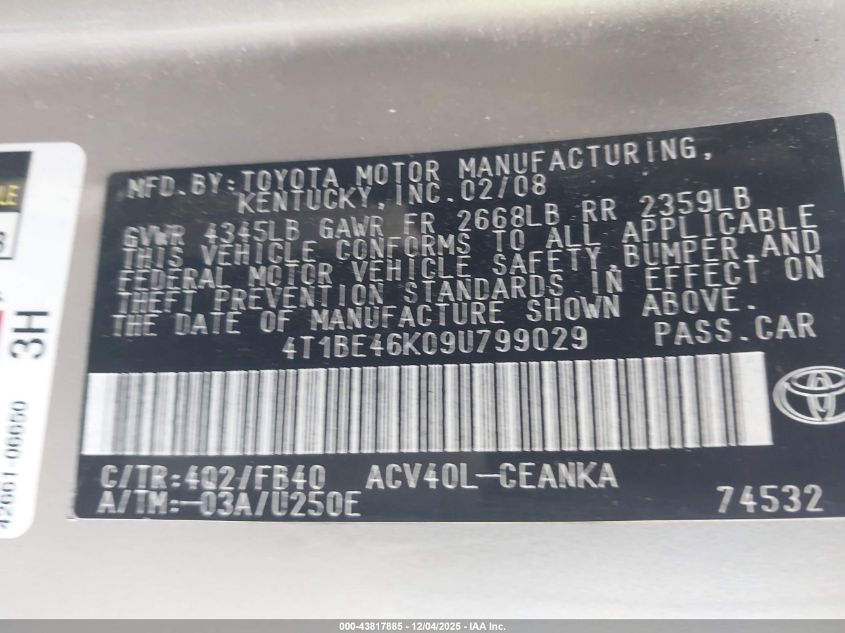 MFD. BY: TOYOTA MOTOR MANUFACTURING,
KENTUCKY, INC. 02/08
GVWR 4345LB GAWR FR 2668LB RR 2359LB
THIS VEHICLE CONFORMS TO ALL APPLICABLE
FEDERAL MOTOR VEHICLE SAFETY, BUMPER, AND
THEFT PREVENTION STANDARDS IN EFFECT ON
THE DATE OF MANUFACTURE SHOWN ABOVE.
4T1BE46K09U799029 PASS. CAR
C/TR: 4Q2/FB40 ACV40L-CEANKA
A/TM: -03A/U250E 74532
3H
42661-06650
000-43817885 - 12/04/2025 - IAA Inc.